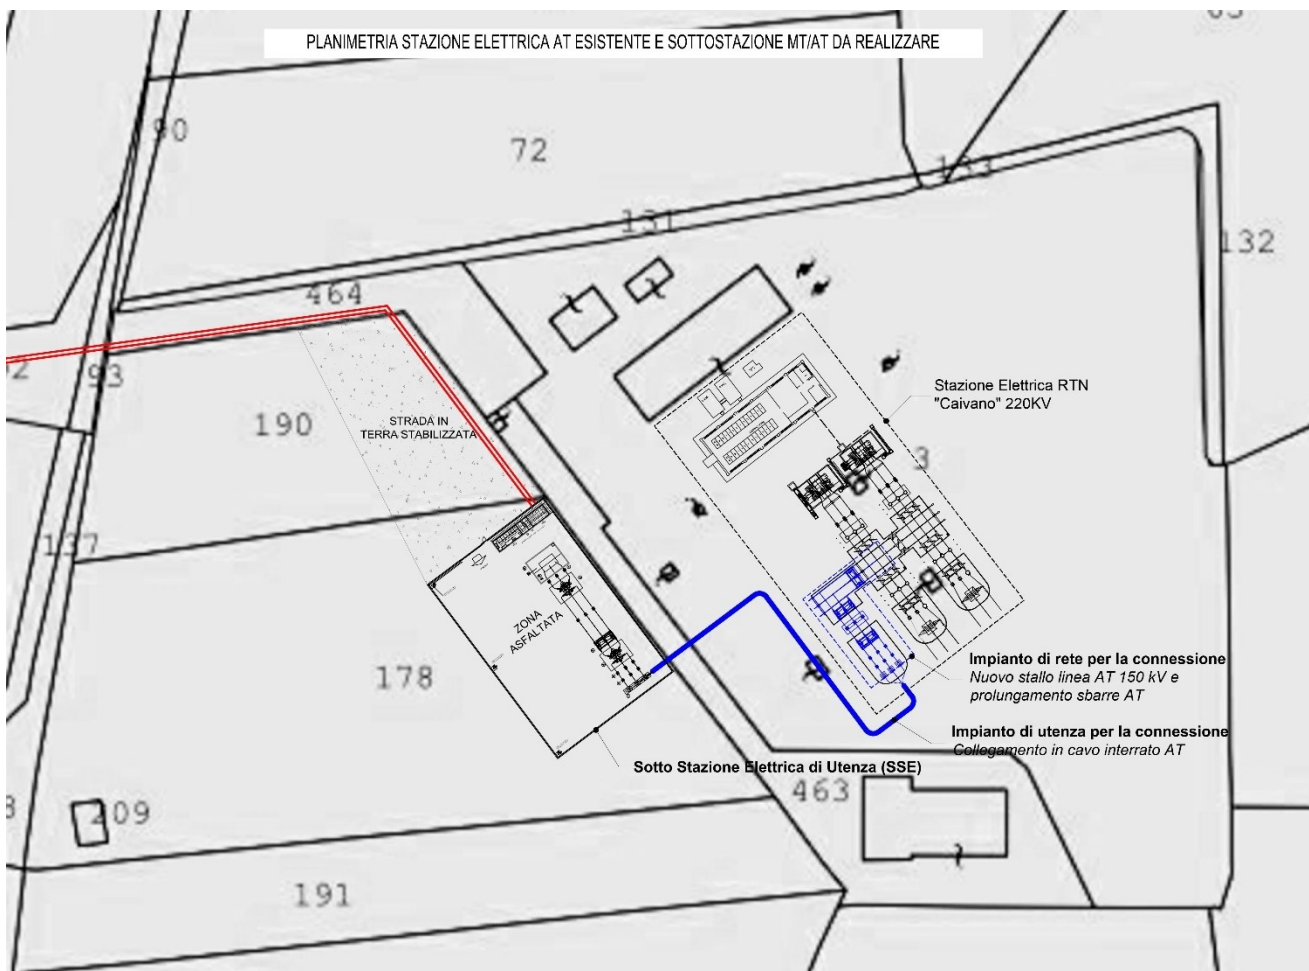 PLANIMETRIA STAZIONE ELETTRICA AT ESISTENTE E SOTTOSTAZIONE MT/AT DA REALIZZARE
90
72
133
131
132
464
93
190
STRADA IN
TERRA STABILIZZATA
Stazione Elettrica RTN
"Caivano" 220KV
3
137
ZONA
ASFALTATA
178
Impianto di rete per la connessione
Nuovo stallo linea AT 150 kV e
prolungamento sbarre AT
Impianto di utenza per la connessione
Collegamento in cavo interrato AT
Sotto Stazione Elettrica di Utenza (SSE)
463
209
191